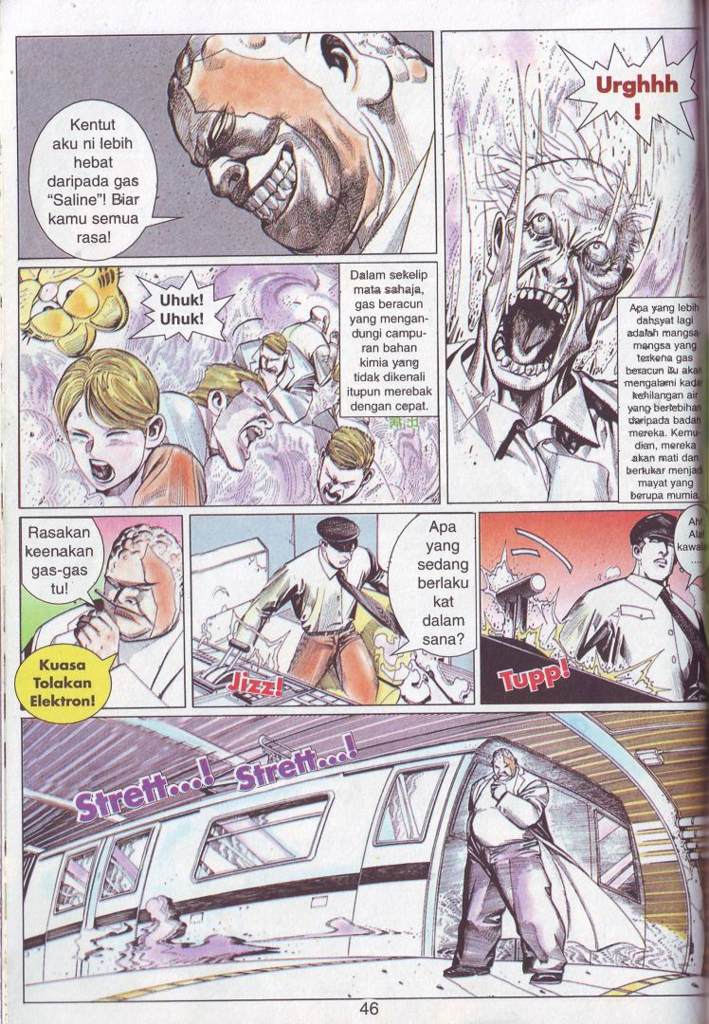 Kentut
aku ni lebih
hebat
daripada gas
“Saline”! Biar
kamu semua
rasa!
Urghhh
!
Uhuk!
Uhuk!
Dalam sekelip
mata sahaja,
gas beracun
yang mengan-
dungi campu-
ran bahan
kimia yang
tidak dikenali
itupun merebak
dengan cepat.
Apa yang lebih
dahsyat lagi
adalah mangsa-
mangsa yang
terkena gas
beracun itu akan
mengalami kadar
kehilangan air
yang berlebihan
daripada badan
mereka. Kemu-
dian, mereka
akan mati dan
bertukar menjadi
mayat yang
berupa mumia.
Rasakan
keenakan
gas-gas
tu!
Kuasa
Tolakan
Elektron!
Apa
yang
sedang
berlaku
kat
dalam
sana?
Jizz!
Ah!
Tupp!
Strett...! Strett...!
46